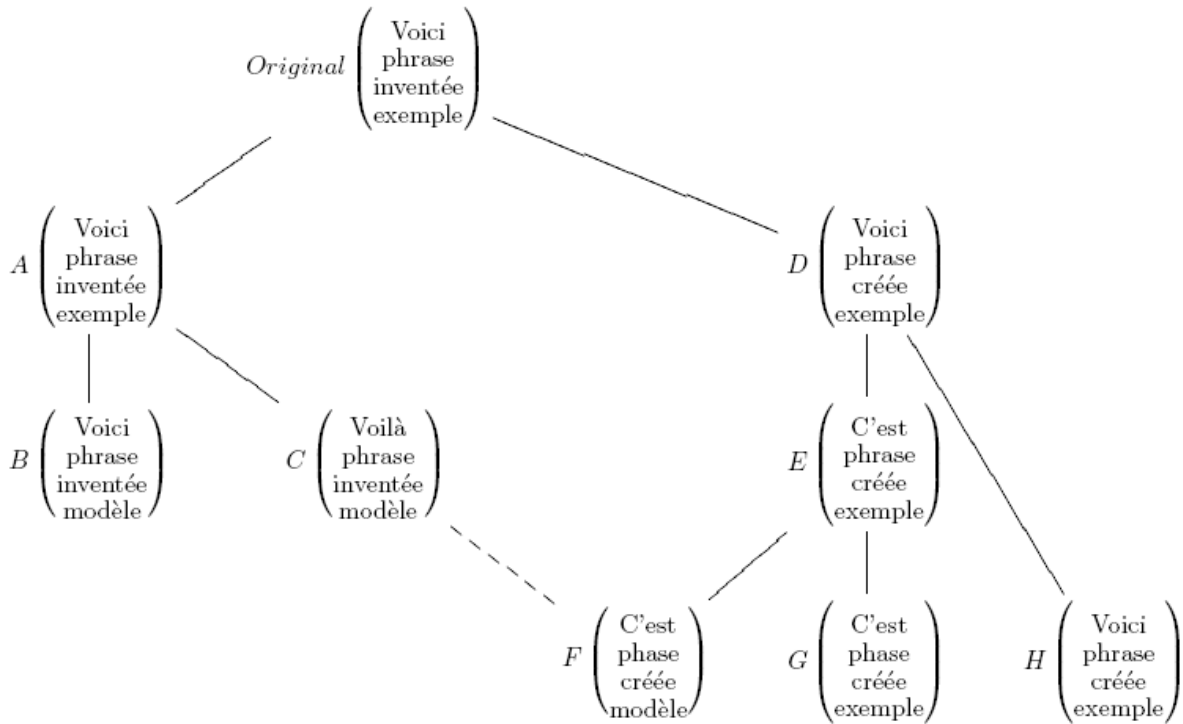 Voici
phrase
Original inventée
exemple
Voici
phrase
A inventée
exemple
Voici
phrase
D créée
exemple
Voici
phrase
B inventée
modèle
Voilà
phrase
C inventée
modèle
C'est
phrase
E créée
exemple
C'est
phase
F créée
modèle
C'est
phase
G créée
exemple
Voici
phrase
H créée
exemple